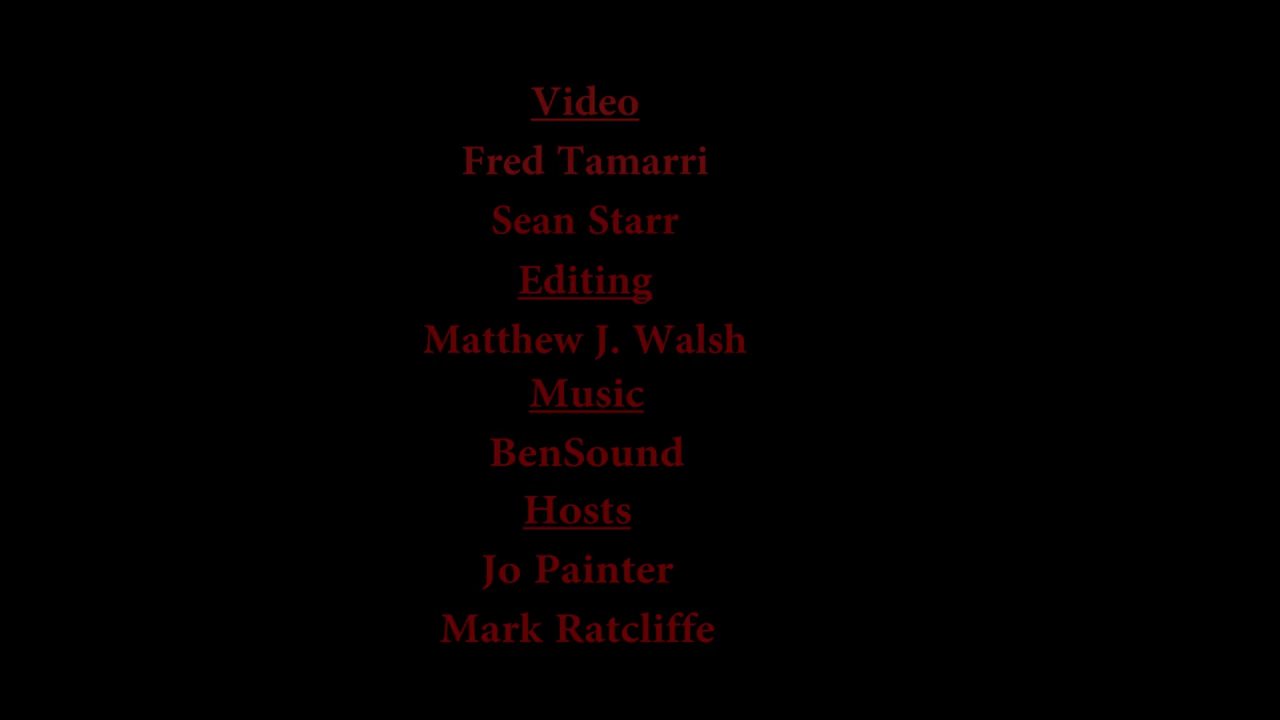 Video
Fred Tamarri
Sean Starr
Editing
Matthew J. Walsh
Music
BenSound
Hosts
Jo Painter
Mark Ratcliffe